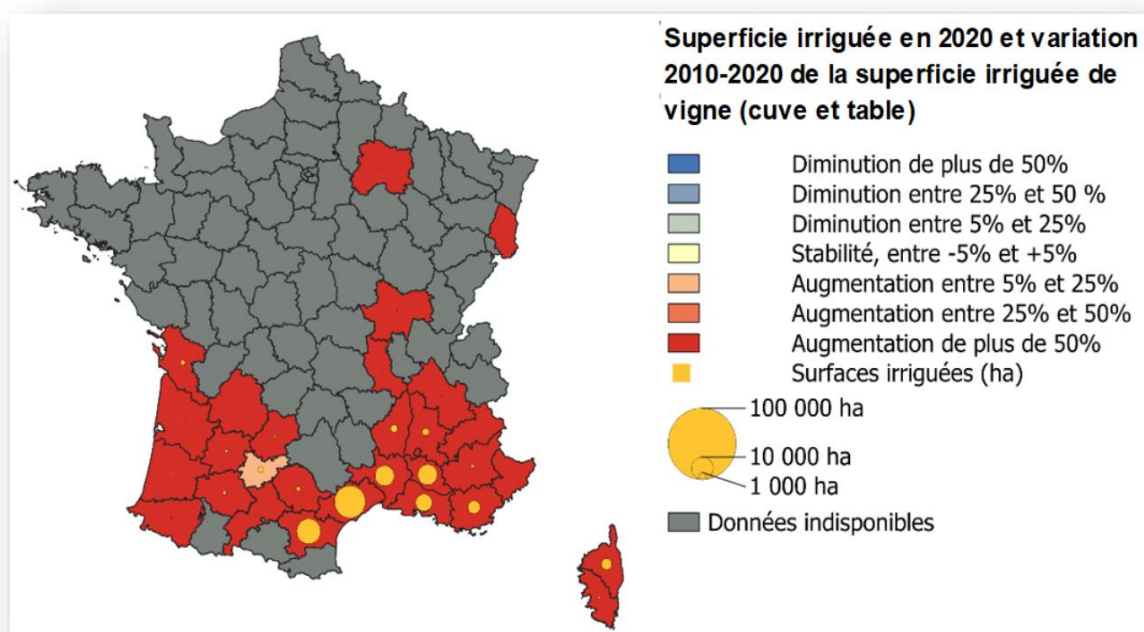 Superficie irriguée en 2020 et variation
2010-2020 de la superficie irriguée de
vigne (cuve et table)
Diminution de plus de 50%
Diminution entre 25% et 50 %
Diminution entre 5% et 25%
Stabilité, entre -5% et +5%
Augmentation entre 5% et 25%
Augmentation entre 25% et 50%
Augmentation de plus de 50%
Surfaces irriguées (ha)
100 000 ha
10 000 ha
1 000 ha
Données indisponibles